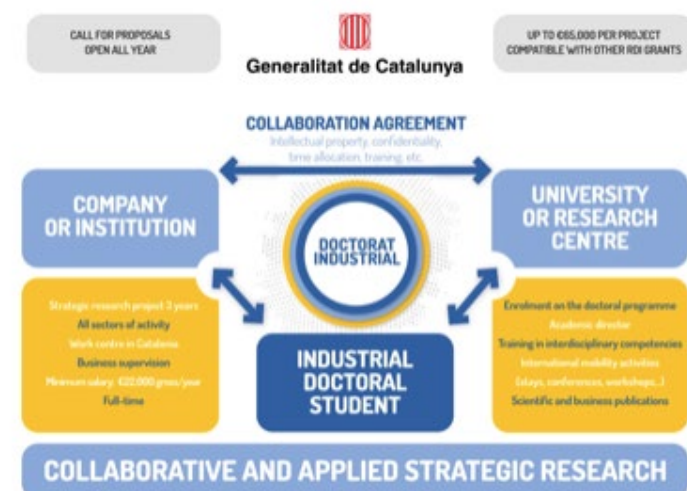 CALL FOR PROPOSALS
OPEN ALL YEAR
Generalitat de Catalunya
UP TO €65,000 PER PROJECT
COMPATIBLE WITH OTHER RDI GRANTS
COLLABORATION AGREEMENT
Intellectual property, confidentiality,
time allocation, training, etc.
COMPANY
OR INSTITUTION
DOCTORAT
INDUSTRIAL
UNIVERSITY
OR RESEARCH
CENTRE
Strategic research project 3 years
All sectors of activity
Work centre in Catalonia
Business supervision
Minimum salary: €22,000 gross/year
Full-time
INDUSTRIAL
DOCTORAL
STUDENT
Enrolment on the doctoral programme
Academic director
Training in interdisciplinary competencies
International mobility activities
(stays, conferences, workshops...)
Scientific and business publications
COLLABORATIVE AND APPLIED STRATEGIC RESEARCH